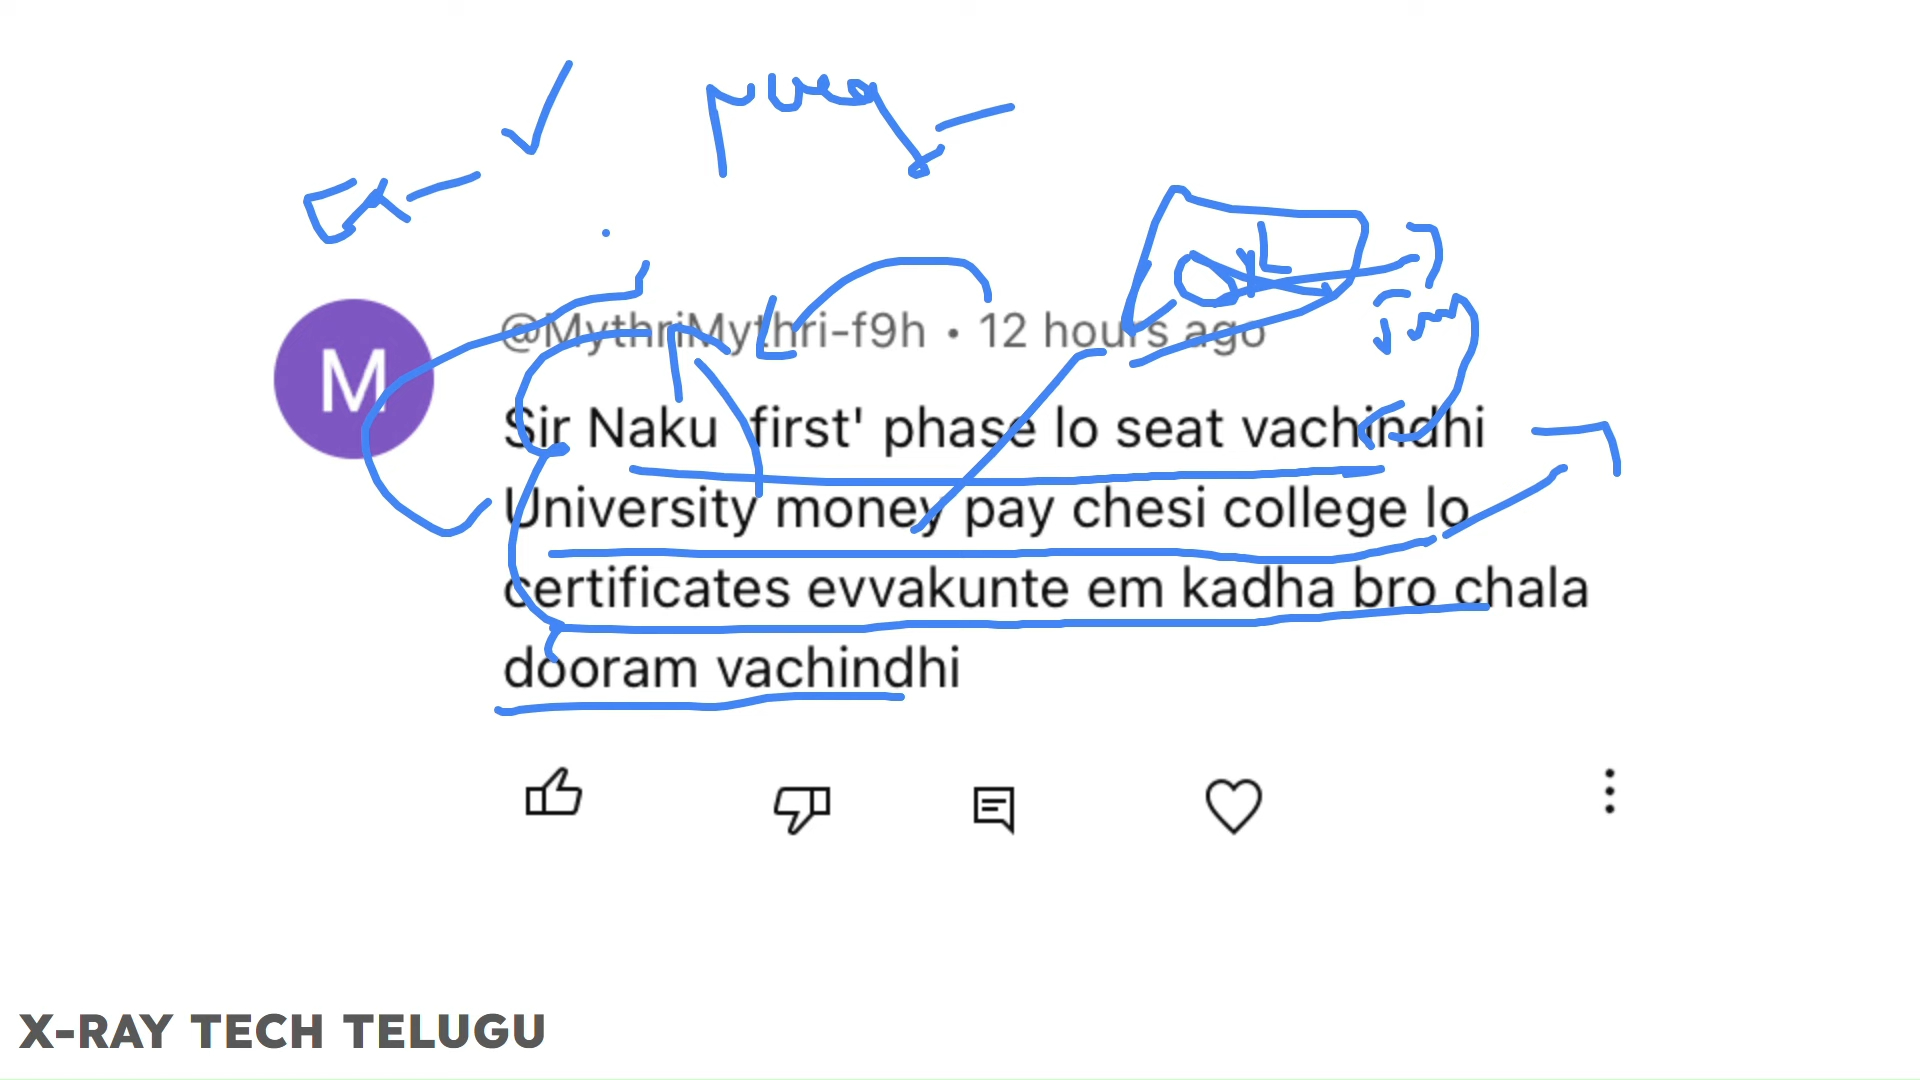 M
@MythriMythri-f9h • 12 hours ago
Sir Naku 'first' phase lo seat vachindhi
University money pay chesi college lo
certificates evvakunte em kadha bro chala
dooram vachindhi
X-RAY TECH TELUGU